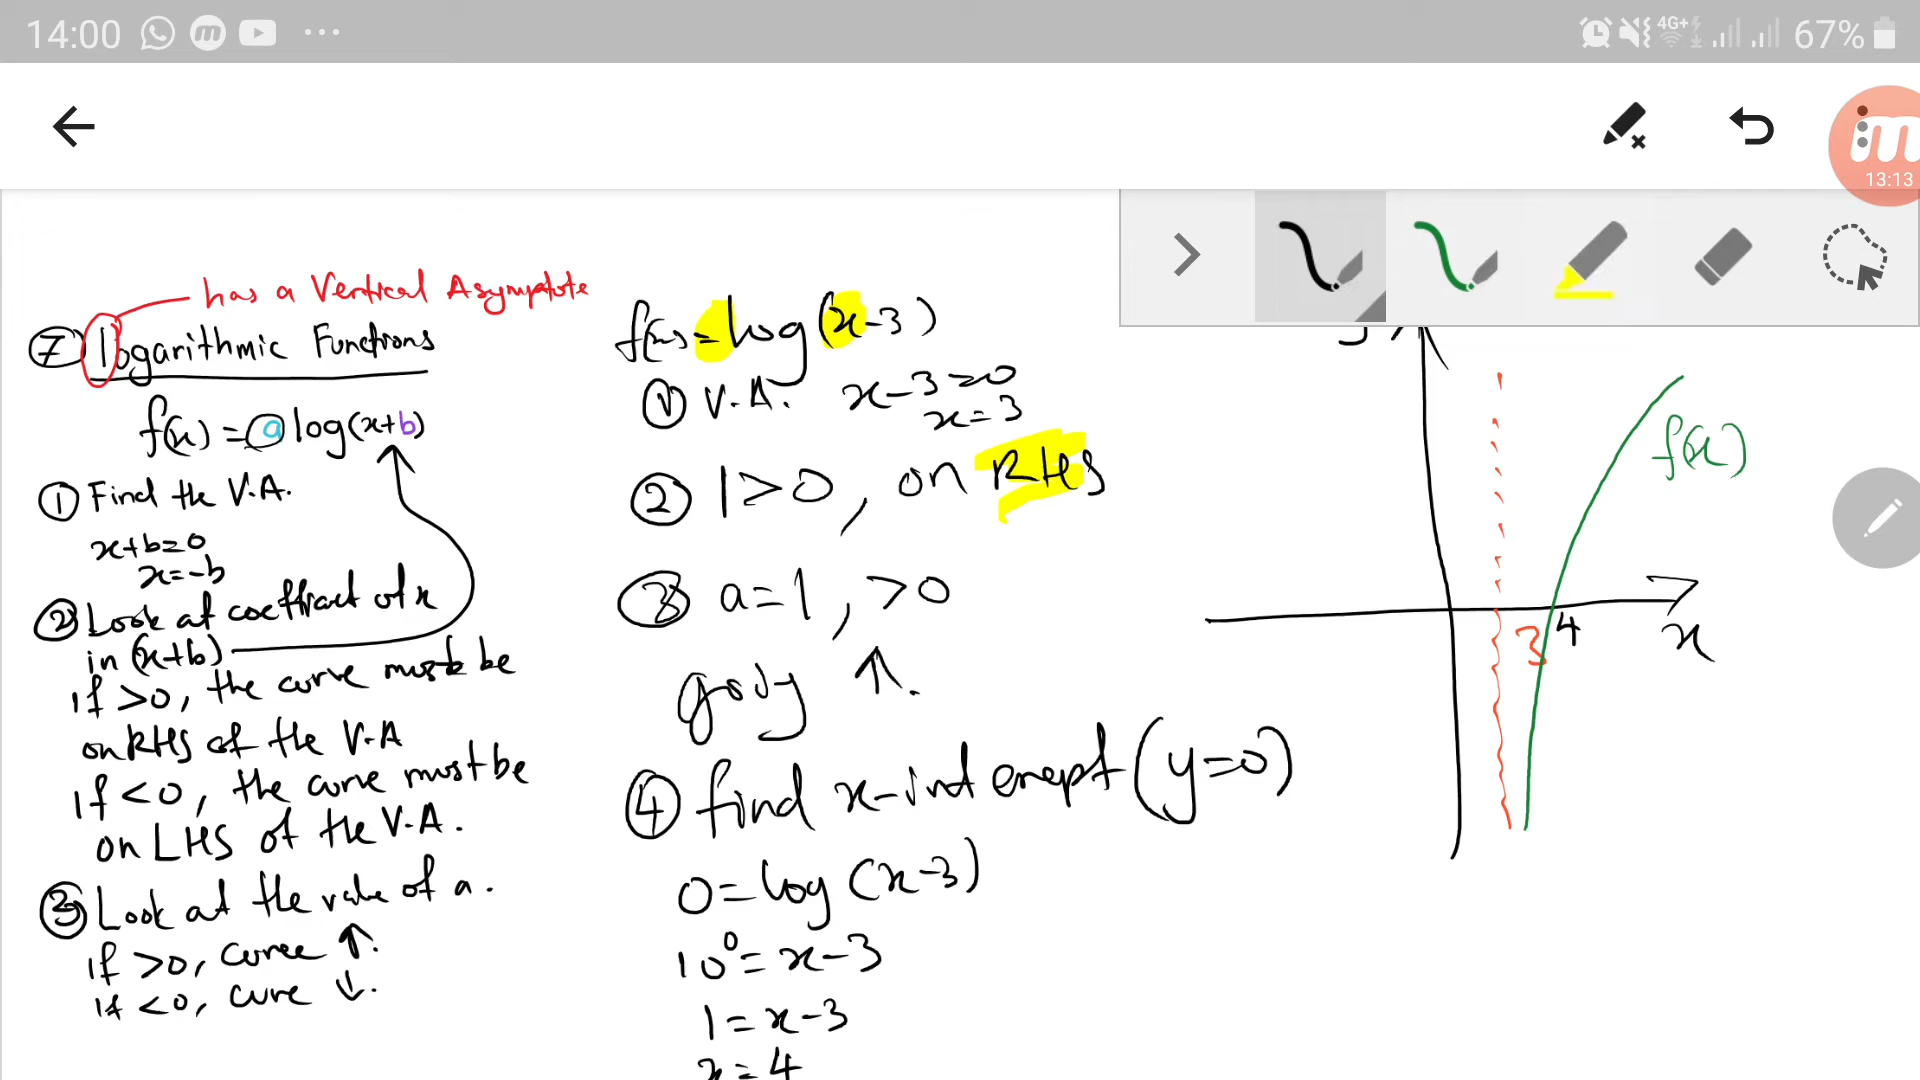 14:00
4G+
67%
13:13
has a Vertical Asymptote
⑦ logarithmic Functions
f(x) = a log(x+b)
① Find the V.A.
x+b=0
x=-b
② Look at coefficient of x
in (x+b)
if >0, the curve must be
on RHS of the V.A
if <0, the curve must be
on LHS of the V.A.
③ Look at the value of a.
if >0, curve ↑.
if <0, curve ↓.
f(x) = log(x-3)
① V.A. x-3=0
x=3
② 1>0, on RHS
③ a=1, >0
going ↑.
④ find x-intercept (y=0)
0=log(x-3)
10⁰=x-3
1=x-3
x=4
y
f(x)
3
4
x